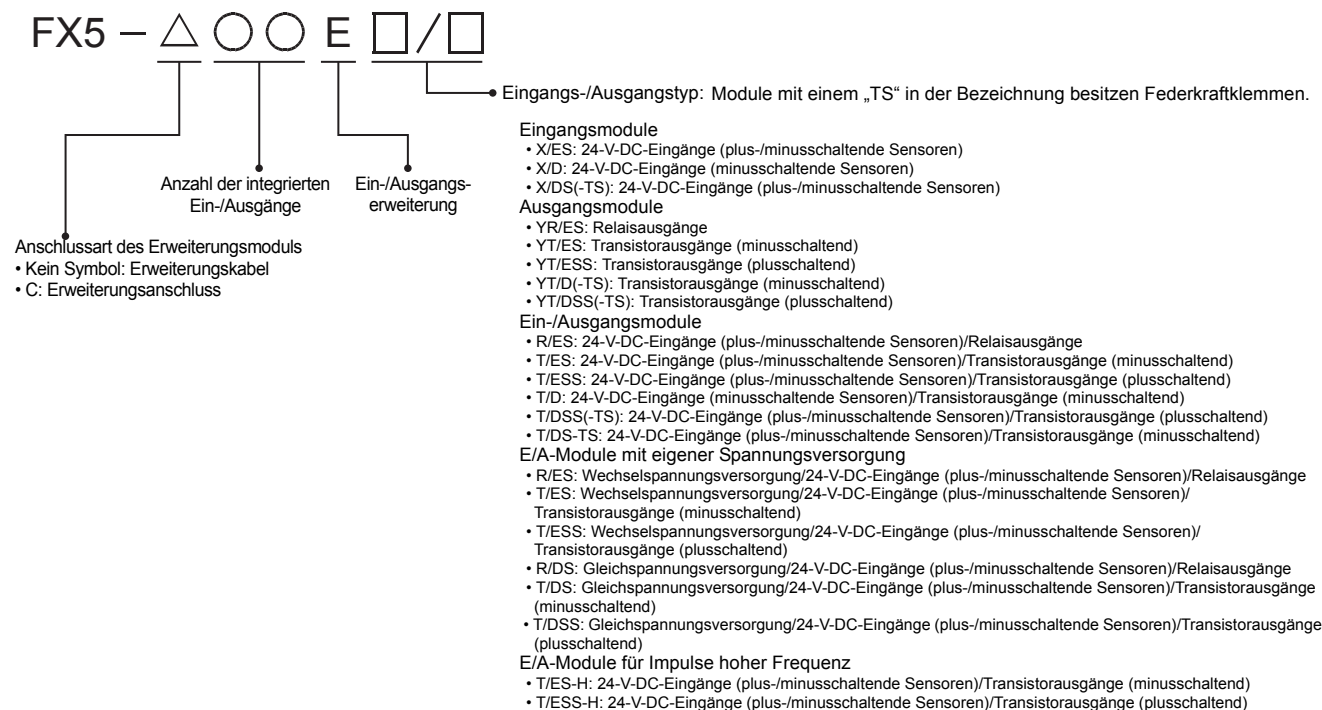 FX5 – △ ○ ○ E □/□
Eingangs-/Ausgangstyp: Module mit einem „TS“ in der Bezeichnung besitzen Federkraftklemmen.
Anzahl der integrierten
Ein-/Ausgänge
Ein-/Ausgangs-
erweiterung
Anschlussart des Erweiterungsmoduls
• Kein Symbol: Erweiterungskabel
• C: Erweiterungsanschluss
Eingangsmodule
• X/ES: 24-V-DC-Eingänge (plus-/minusschaltende Sensoren)
• X/D: 24-V-DC-Eingänge (minusschaltende Sensoren)
• X/DS(-TS): 24-V-DC-Eingänge (plus-/minusschaltende Sensoren)
Ausgangsmodule
• YR/ES: Relaisausgänge
• YT/ES: Transistorausgänge (minusschaltend)
• YT/ESS: Transistorausgänge (plusschaltend)
• YT/D(-TS): Transistorausgänge (minusschaltend)
• YT/DSS(-TS): Transistorausgänge (plusschaltend)
Ein-/Ausgangsmodule
• R/ES: 24-V-DC-Eingänge (plus-/minusschaltende Sensoren)/Relaisausgänge
• T/ES: 24-V-DC-Eingänge (plus-/minusschaltende Sensoren)/Transistorausgänge (minusschaltend)
• T/ESS: 24-V-DC-Eingänge (plus-/minusschaltende Sensoren)/Transistorausgänge (plusschaltend)
• T/D: 24-V-DC-Eingänge (minusschaltende Sensoren)/Transistorausgänge (minusschaltend)
• T/DSS(-TS): 24-V-DC-Eingänge (plus-/minusschaltende Sensoren)/Transistorausgänge (plusschaltend)
• T/DS-TS: 24-V-DC-Eingänge (plus-/minusschaltende Sensoren)/Transistorausgänge (minusschaltend)
E/A-Module mit eigener Spannungsversorgung
• R/ES: Wechselspannungsversorgung/24-V-DC-Eingänge (plus-/minusschaltende Sensoren)/Relaisausgänge
• T/ES: Wechselspannungsversorgung/24-V-DC-Eingänge (plus-/minusschaltende Sensoren)/
Transistorausgänge (minusschaltend)
• T/ESS: Wechselspannungsversorgung/24-V-DC-Eingänge (plus-/minusschaltende Sensoren)/
Transistorausgänge (plusschaltend)
• R/DS: Gleichspannungsversorgung/24-V-DC-Eingänge (plus-/minusschaltende Sensoren)/Relaisausgänge
• T/DS: Gleichspannungsversorgung/24-V-DC-Eingänge (plus-/minusschaltende Sensoren)/Transistorausgänge
(minusschaltend)
• T/DSS: Gleichspannungsversorgung/24-V-DC-Eingänge (plus-/minusschaltende Sensoren)/Transistorausgänge
(plusschaltend)
E/A-Module für Impulse hoher Frequenz
• T/ES-H: 24-V-DC-Eingänge (plus-/minusschaltende Sensoren)/Transistorausgänge (minusschaltend)
• T/ESS-H: 24-V-DC-Eingänge (plus-/minusschaltende Sensoren)/Transistorausgänge (plusschaltend)